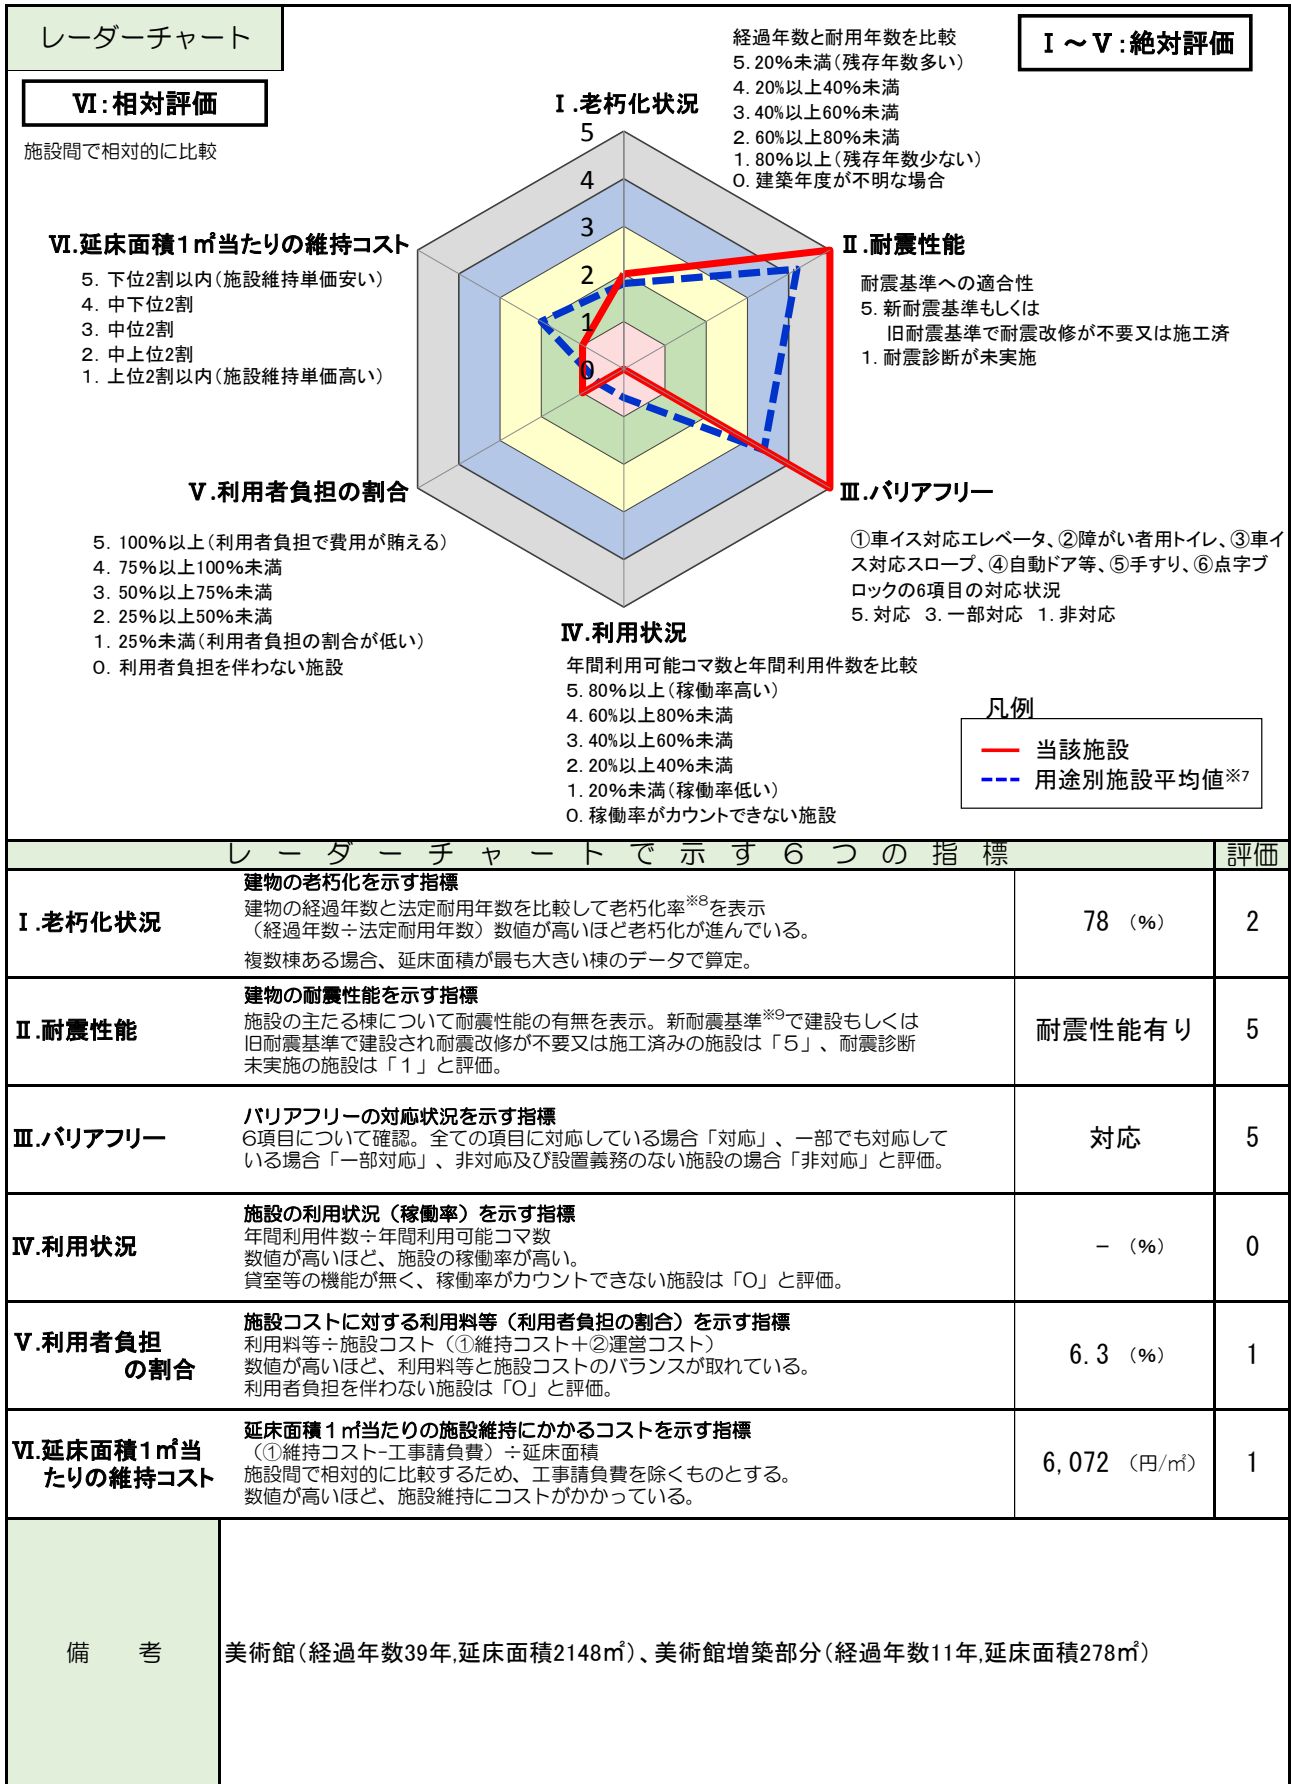 レーダーチャート
Ⅰ～Ⅴ：絶対評価
Ⅵ：相対評価
施設間で相対的に比較
Ⅰ.老朽化状況
経過年数と耐用年数を比較
5．20％未満（残存年数多い）
4．20％以上40％未満
3．40％以上60％未満
2．60％以上80％未満
1．80％以上（残存年数少ない）
0．建築年度が不明な場合
5
4
3
2
1
0
Ⅱ.耐震性能
耐震基準への適合性
5．新耐震基準もしくは
旧耐震基準で耐震改修が不要又は施工済
1．耐震診断が未実施
Ⅵ.延床面積1㎡当たりの維持コスト
5．下位2割以内（施設維持単価安い）
4．中下位2割
3．中位2割
2．中上位2割
1．上位2割以内（施設維持単価高い）
Ⅲ.バリアフリー
①車イス対応エレベータ、②障がい者用トイレ、③車イ
ス対応スロープ、④自動ドア等、⑤手すり、⑥点字ブ
ロックの6項目の対応状況
5．対応　3．一部対応　1．非対応
Ⅴ.利用者負担の割合
5．100％以上（利用者負担で費用が賄える）
4．75％以上100％未満
3．50％以上75％未満
2．25％以上50％未満
1．25％未満（利用者負担の割合が低い）
0．利用者負担を伴わない施設
Ⅳ.利用状況
年間利用可能コマ数と年間利用件数を比較
5．80％以上（稼働率高い）
4．60％以上80％未満
3．40％以上60％未満
2．20％以上40％未満
1．20％未満（稼働率低い）
0．稼働率がカウントできない施設
凡例
当該施設
用途別施設平均値※7
レーダーチャートで示す６つの指標　評価
Ⅰ.老朽化状況
建物の老朽化を示す指標
建物の経過年数と法定耐用年数を比較して老朽化率※8を表示
（経過年数÷法定耐用年数）数値が高いほど老朽化が進んでいる。
複数棟ある場合、延床面積が最も大きい棟のデータで算定。
78（％）　2
Ⅱ.耐震性能
建物の耐震性能を示す指標
施設の主たる棟について耐震性能の有無を表示。新耐震基準※9で建設もしくは
旧耐震基準で建設され耐震改修が不要又は施工済みの施設は「５」、耐震診断
未実施の施設は「１」と評価。
耐震性能有り　5
Ⅲ.バリアフリー
バリアフリーの対応状況を示す指標
6項目について確認。全ての項目に対応している場合「対応」、一部でも対応して
いる場合「一部対応」、非対応及び設置義務のない施設の場合「非対応」と評価。
対応　5
Ⅳ.利用状況
施設の利用状況（稼働率）を示す指標
年間利用件数÷年間利用可能コマ数
数値が高いほど、施設の稼働率が高い。
貸室等の機能が無く、稼働率がカウントできない施設は「０」と評価。
－（％）　0
Ⅴ.利用者負担
の割合
施設コストに対する利用料等（利用者負担の割合）を示す指標
利用料等÷施設コスト（①維持コスト＋②運営コスト）
数値が高いほど、利用料等と施設コストのバランスが取れている。
利用者負担を伴わない施設は「０」と評価。
6.3（％）　1
Ⅵ.延床面積1㎡当
たりの維持コスト
延床面積１㎡当たりの施設維持にかかるコストを示す指標
（①維持コスト−工事請負費）÷延床面積
施設間で相対的に比較するため、工事請負費を除くものとする。
数値が高いほど、施設維持にコストがかかっている。
6,072（円/㎡）　1
備　考
美術館（経過年数39年,延床面積2148㎡）、美術館増築部分（経過年数11年,延床面積278㎡）